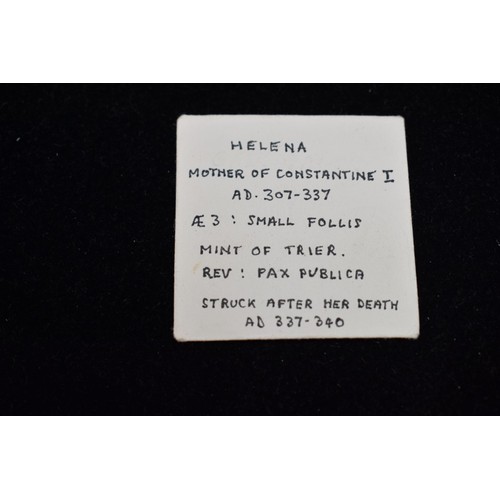 HELENA
MOTHER OF CONSTANTINE I
AD. 307-337
Æ 3 : SMALL FOLLIS
MINT OF TRIER.
REV : PAX PUBLICA
STRUCK AFTER HER DEATH
AD 337-340